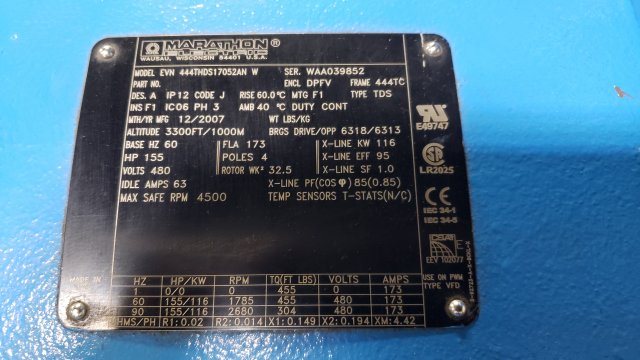 MARATHON
ELECTRIC
WAUSAU, WISCONSIN 54401 U.S.A.
MODEL EVN 444THDS17052AN W SER. WAA039852
PART NO. ENCL DPFV FRAME 444TC
DES. A IP12 CODE J RISE 60.0°C MTG F1 TYPE TDS
INS F1 IC06 PH 3 AMB 40 °C DUTY CONT
MTH/YR MFG 12/2007 WT LBS/KG
ALTITUDE 3300FT/1000M BRGS DRIVE/OPP 6318/6313
BASE HZ 60 FLA 173 X-LINE KW 116
HP 155 POLES 4 X-LINE EFF 95
VOLTS 480 ROTOR WK² 32.5 X-LINE SF 1.0
IDLE AMPS 63 X-LINE PF(COS φ) 85(0.85)
MAX SAFE RPM 4500 TEMP SENSORS T-STATS(N/C)
E49747
LR2025
IEC 34-1
IEC 34-5
EEV 102077
USE ON PWM
TYPE VFD
MADE IN
HZ HP/KW RPM TQ(FT LBS) VOLTS AMPS
1 0/0 0 455 0 173
60 155/116 1785 455 480 173
90 155/116 2680 304 480 173
OHMS/PH R1:0.02 R2:0.014 X1:0.149 X2:0.194 XM:4.42